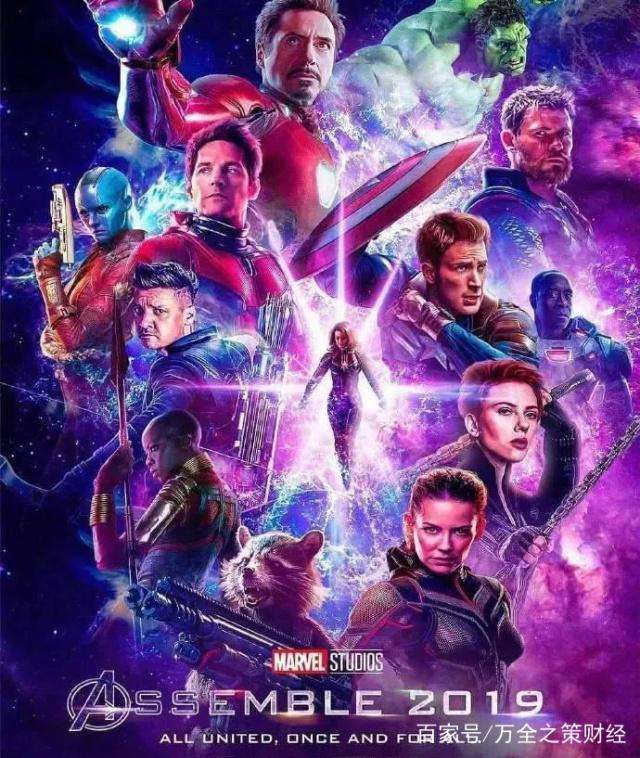 MARVEL STUDIOS
ASSEMBLE 2019
ALL UNITED, ONCE AND FOR ALL
百家号/万全之策财经